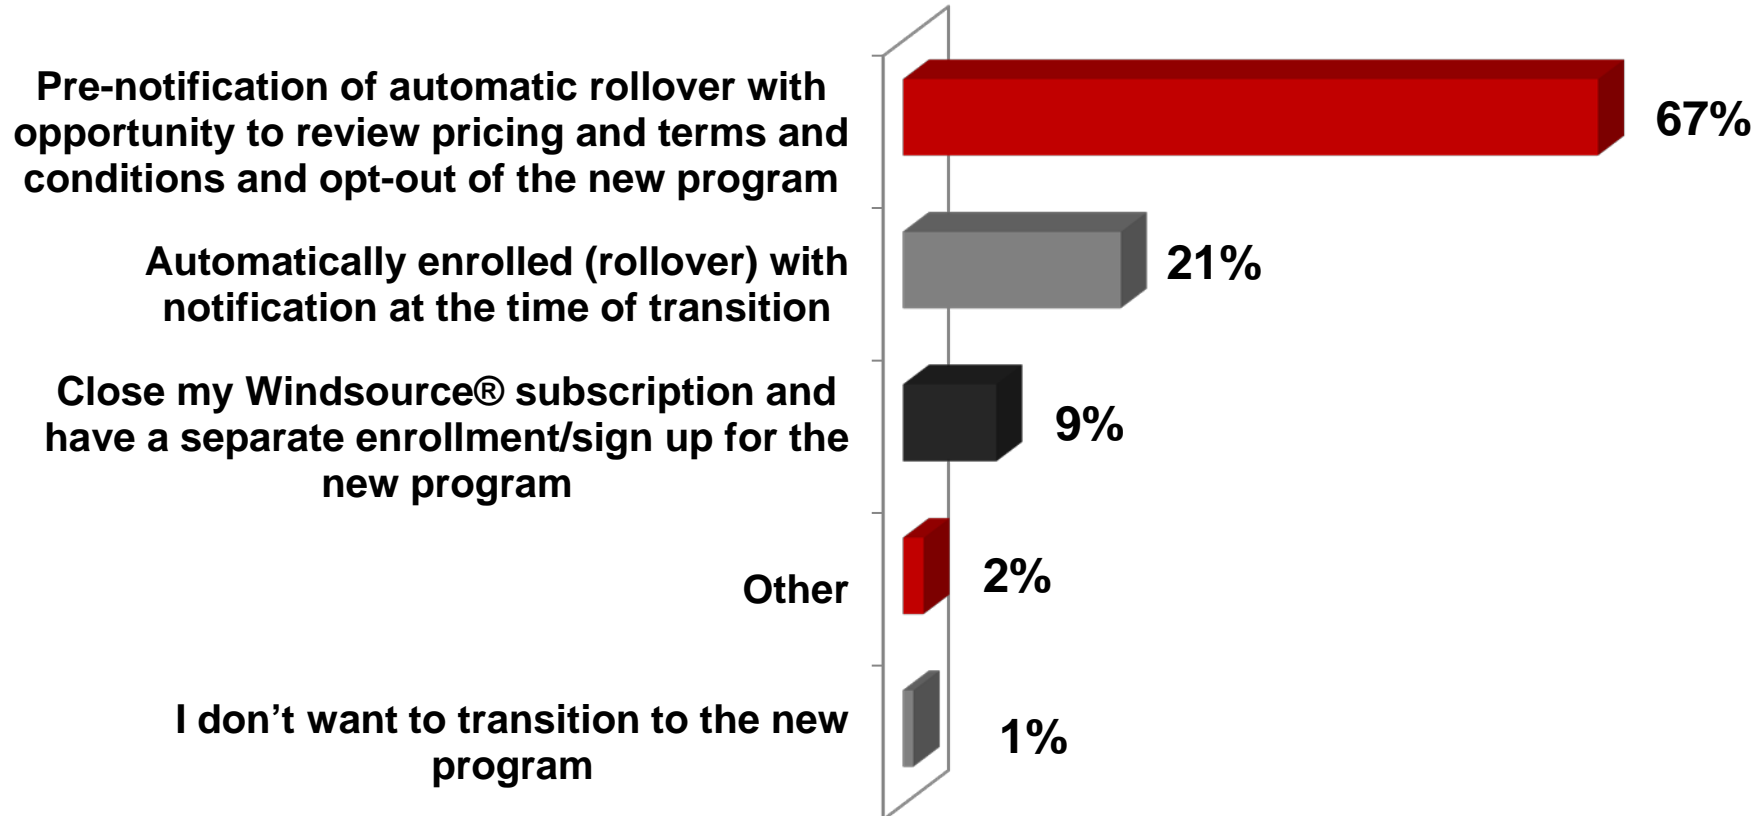 Pre-notification of automatic rollover with
opportunity to review pricing and terms and
conditions and opt-out of the new program
67%
Automatically enrolled (rollover) with
notification at the time of transition
21%
Close my Windsource® subscription and
have a separate enrollment/sign up for the
new program
9%
Other
2%
I don’t want to transition to the new
program
1%